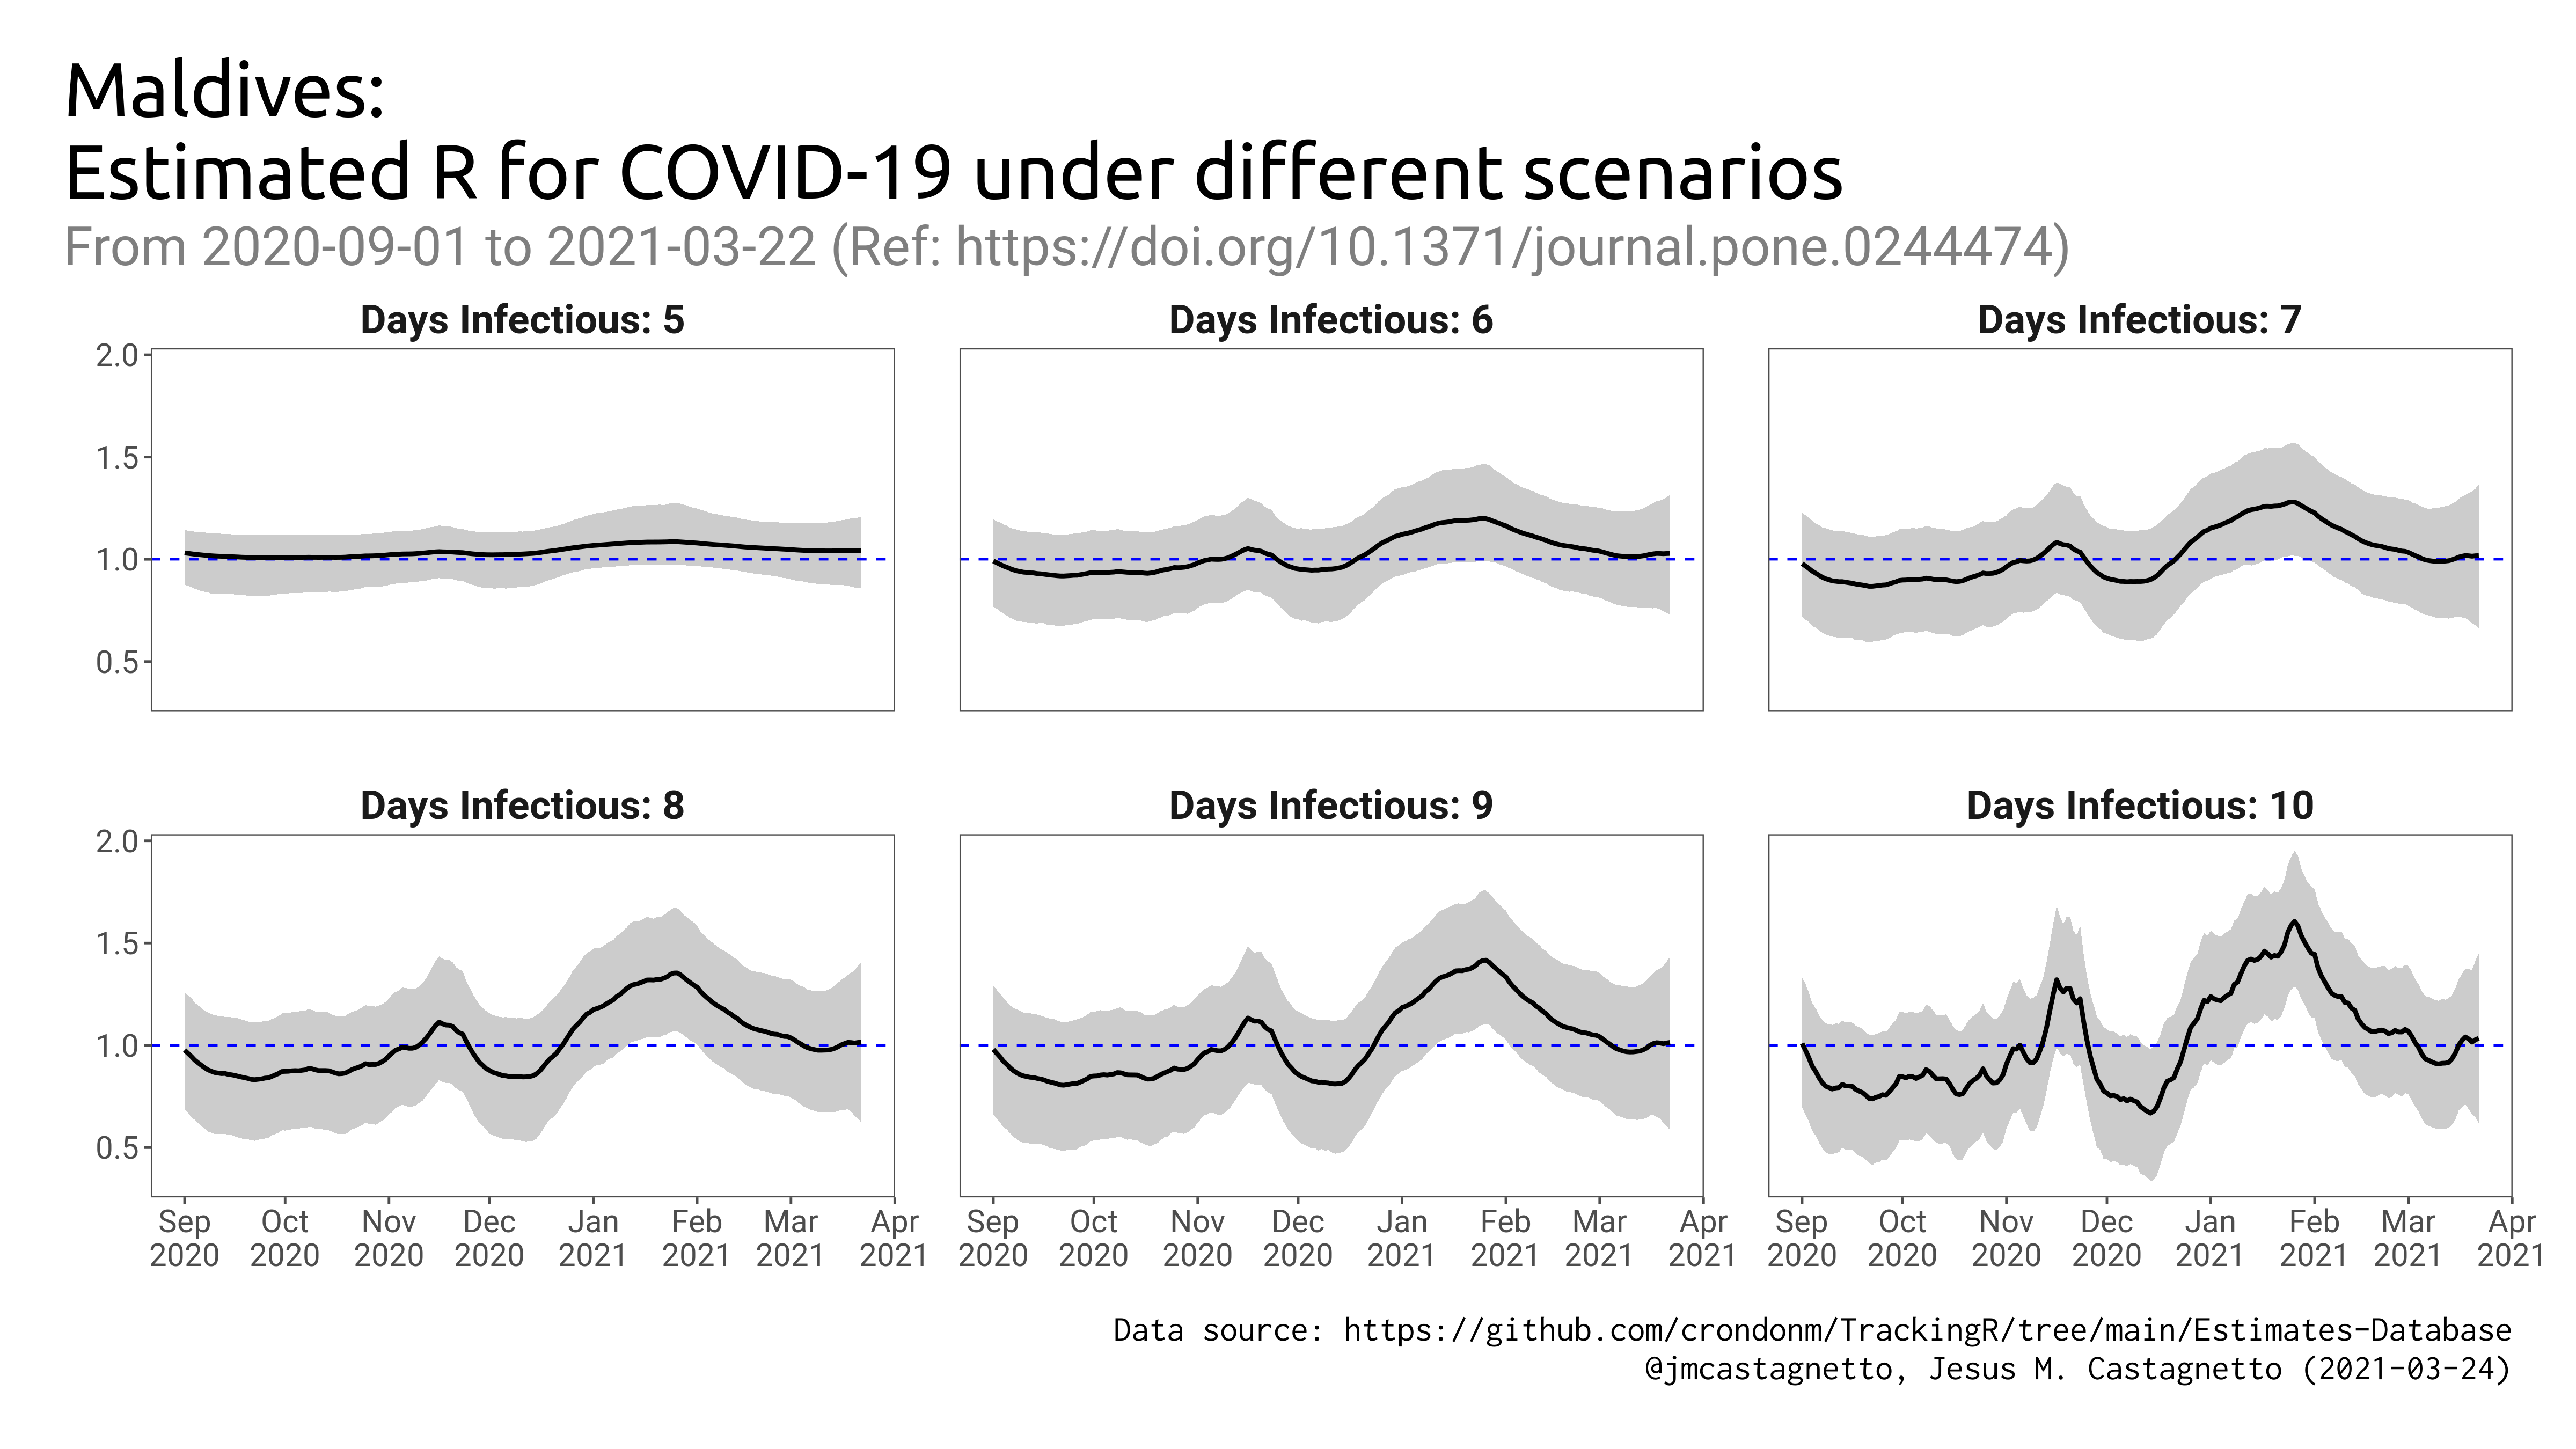 Maldives:
Estimated R for COVID-19 under different scenarios
From 2020-09-01 to 2021-03-22 (Ref: https://doi.org/10.1371/journal.pone.0244474)
Days Infectious: 5
Days Infectious: 6
Days Infectious: 7
2.0
1.5
1.0
0.5
Days Infectious: 8
Days Infectious: 9
Days Infectious: 10
2.0
1.5
1.0
0.5
Sep Oct Nov Dec Jan Feb Mar Apr
2020 2020 2020 2020 2021 2021 2021 2021
Sep Oct Nov Dec Jan Feb Mar Apr
2020 2020 2020 2020 2021 2021 2021 2021
Sep Oct Nov Dec Jan Feb Mar Apr
2020 2020 2020 2020 2021 2021 2021 2021
Data source: https://github.com/crondonm/TrackingR/tree/main/Estimates-Database
@jmcastagnetto, Jesus M. Castagnetto (2021-03-24)